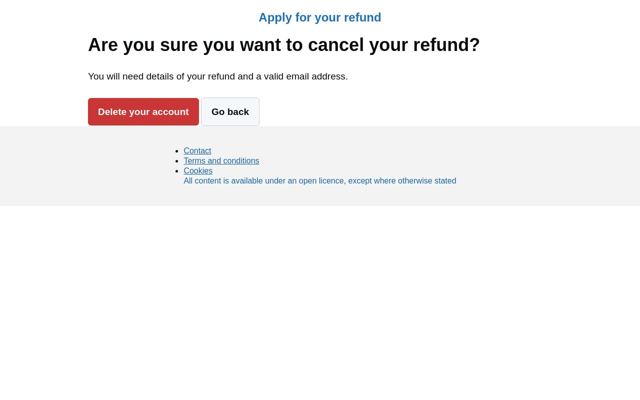 Apply for your refund
Are you sure you want to cancel your refund?
You will need details of your refund and a valid email address.
Delete your account
Go back
Contact
Terms and conditions
Cookies
All content is available under an open licence, except where otherwise stated